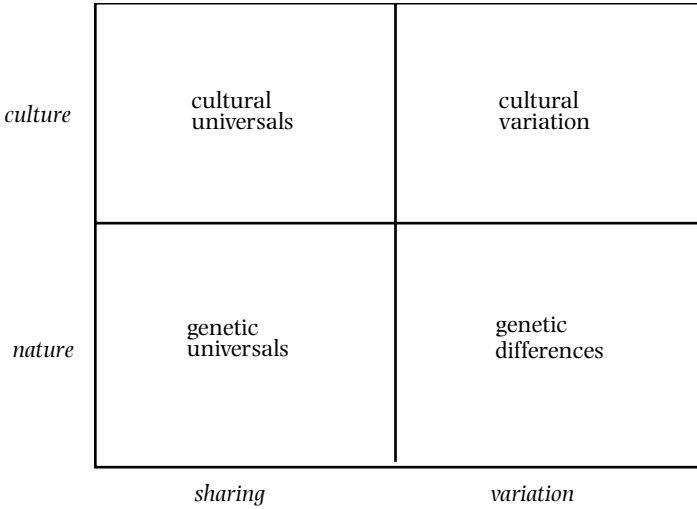 culture
cultural
universals
cultural
variation
nature
genetic
universals
genetic
differences
sharing
variation